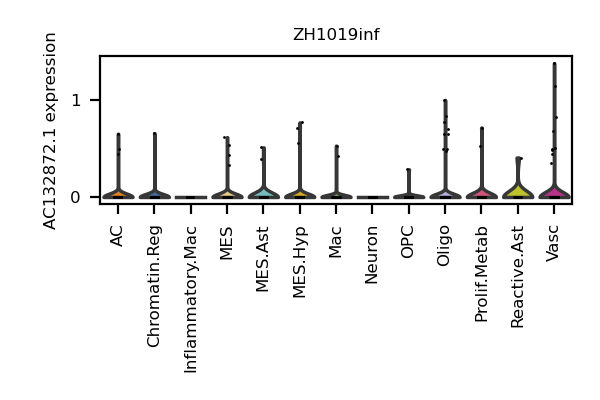 ZH1019inf
AC132872.1 expression
1
0
AC
Chromatin.Reg
Inflammatory.Mac
MES
MES.Ast
MES.Hyp
Mac
Neuron
OPC
Oligo
Prolif.Metab
Reactive.Ast
Vasc